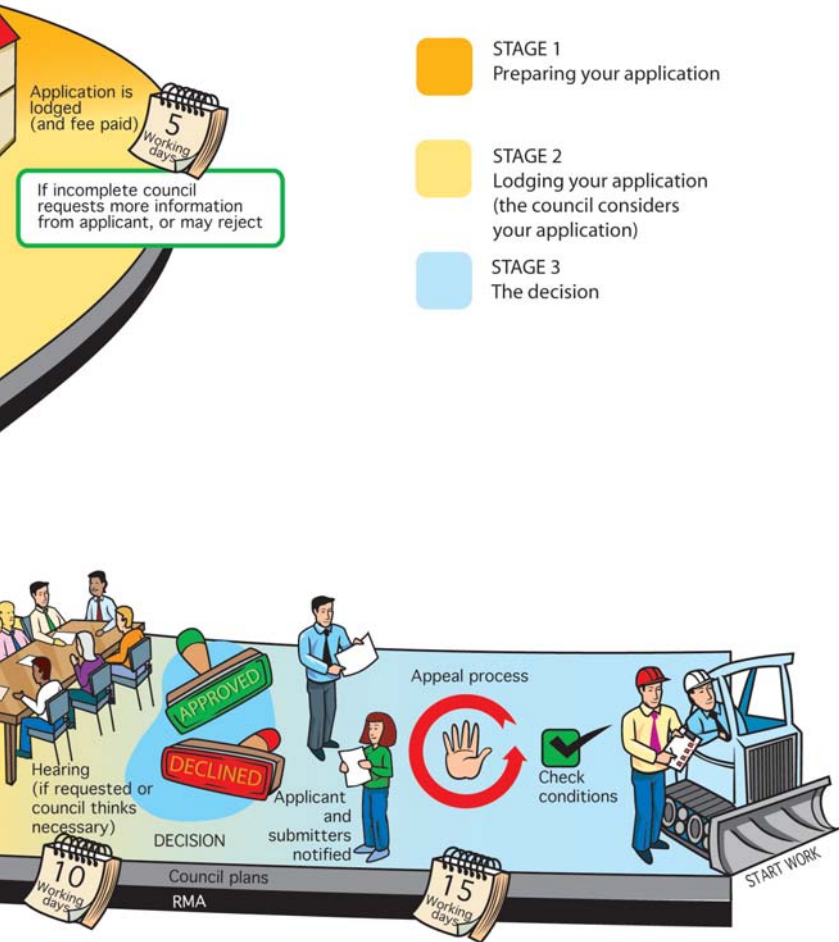 Application is
lodged
(and fee paid)
5
Working
days
If incomplete council
requests more information
from applicant, or may reject
STAGE 1
Preparing your application
STAGE 2
Lodging your application
(the council considers
your application)
STAGE 3
The decision
Hearing
(if requested or
council thinks
necessary)
10
Working
days
APPROVED
DECLINED
DECISION
Applicant
and
submitters
notified
Appeal process
15
Working
days
Check
conditions
START WORK
Council plans
RMA